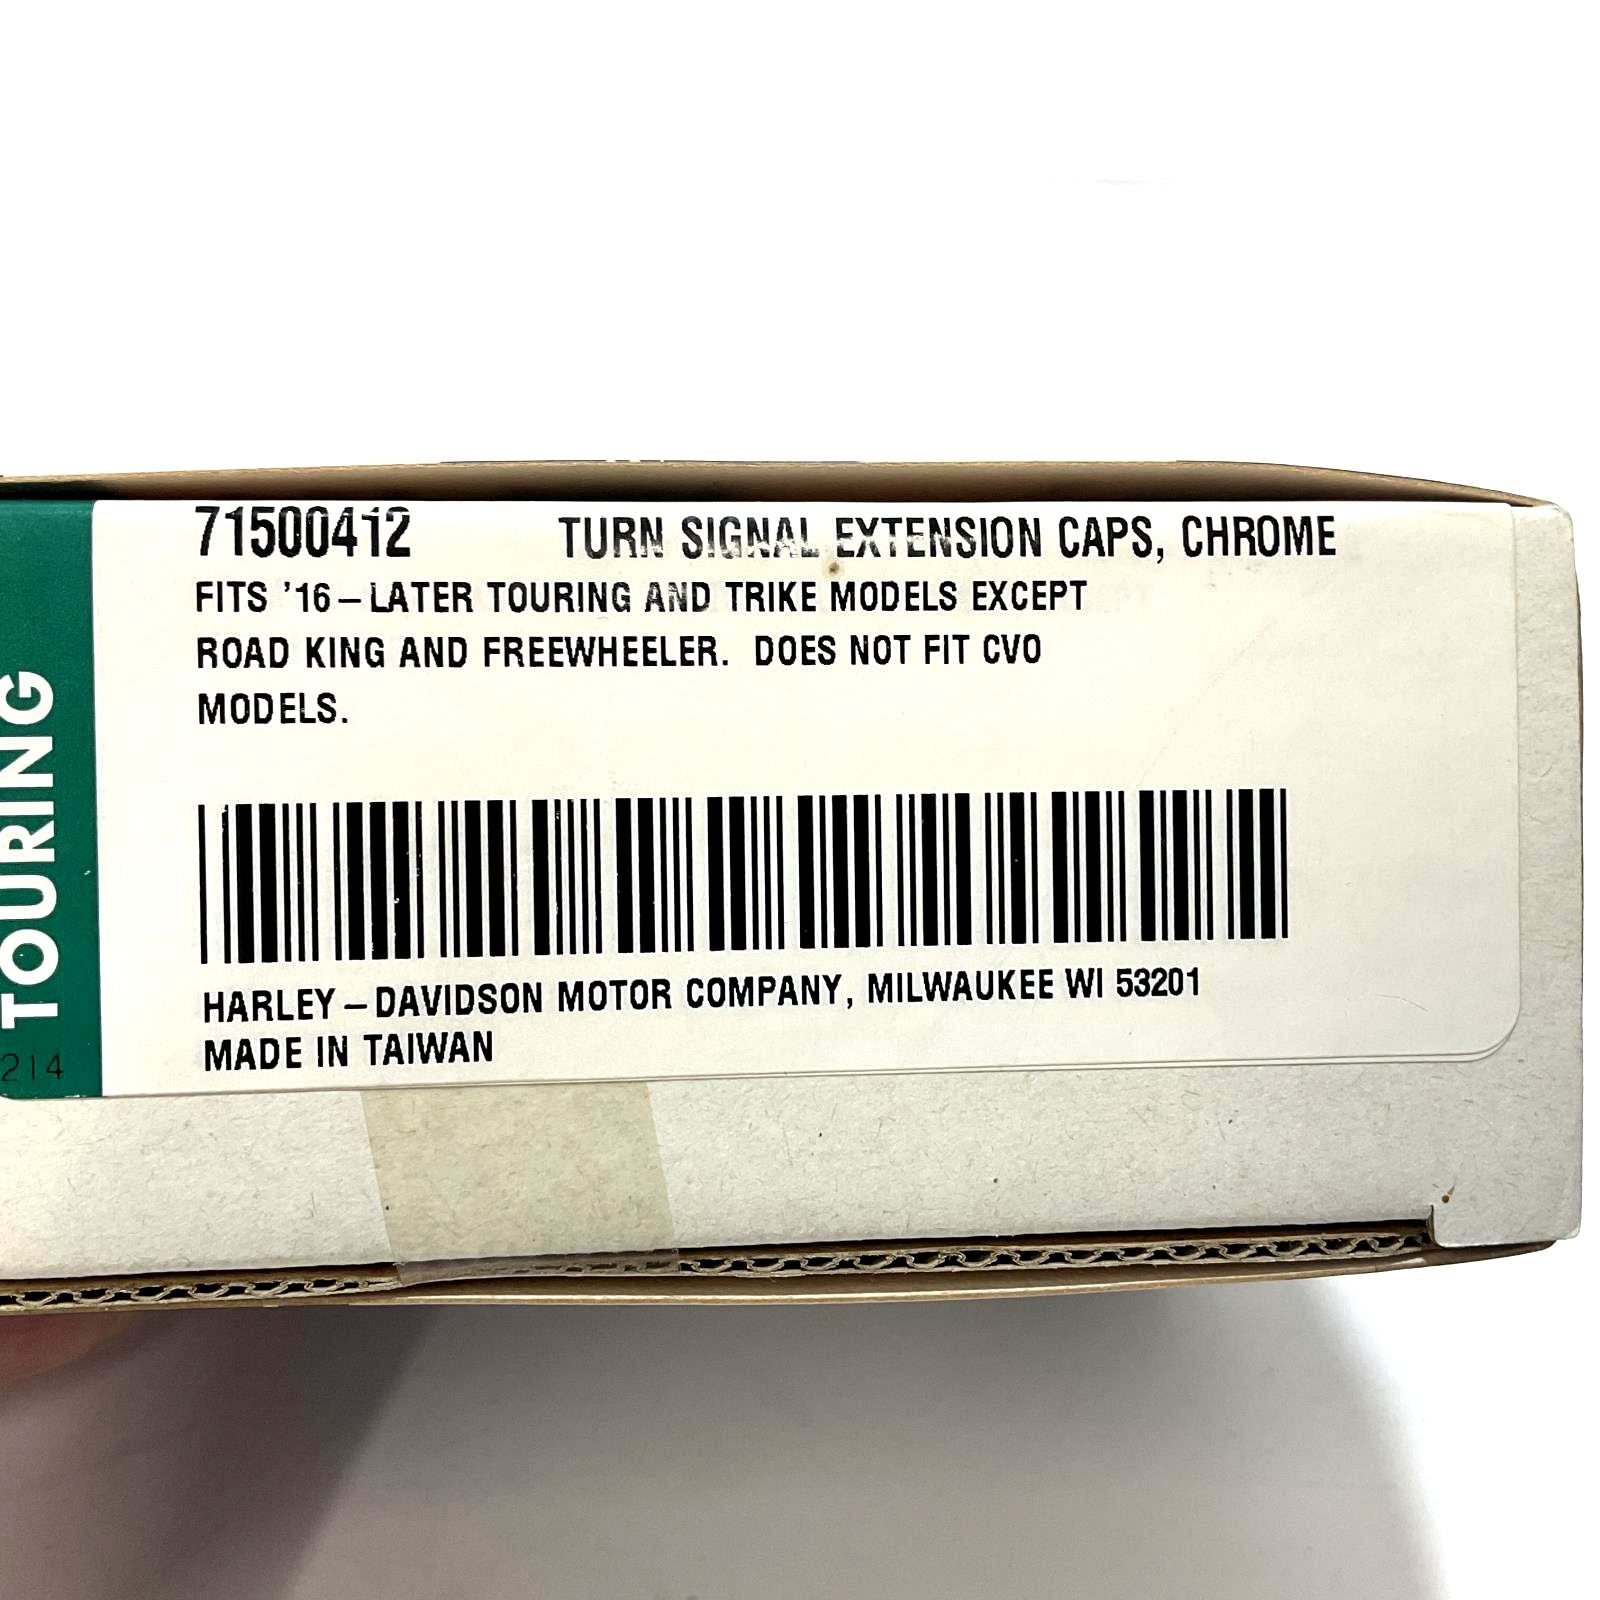 71500412 TURN SIGNAL EXTENSION CAPS, CHROME
FITS '16–LATER TOURING AND TRIKE MODELS EXCEPT
ROAD KING AND FREEWHEELER. DOES NOT FIT CVO
MODELS.
HARLEY–DAVIDSON MOTOR COMPANY, MILWAUKEE WI 53201
MADE IN TAIWAN
TOURING
214